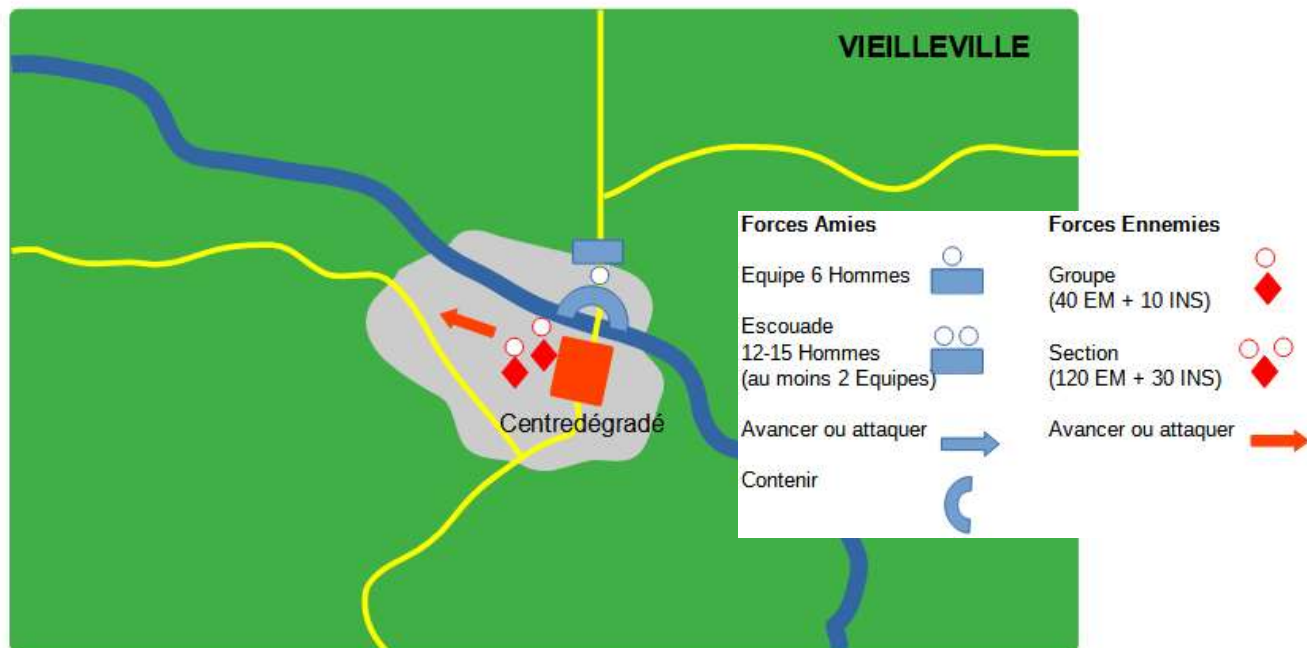 VIEILLEVILLE
Centredégradé
Forces Amies
Equipe 6 Hommes
Escouade
12-15 Hommes
(au moins 2 Equipes)
Avancer ou attaquer
Contenir
Forces Ennemies
Groupe
(40 EM + 10 INS)
Section
(120 EM + 30 INS)
Avancer ou attaquer